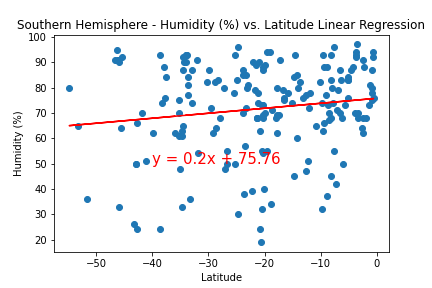 Southern Hemisphere - Humidity (%) vs. Latitude Linear Regression
100
90
80
70
60
50
40
30
20
Humidity (%)
y = 0.2x + 75.76
−50 −40 −30 −20 −10 0
Latitude